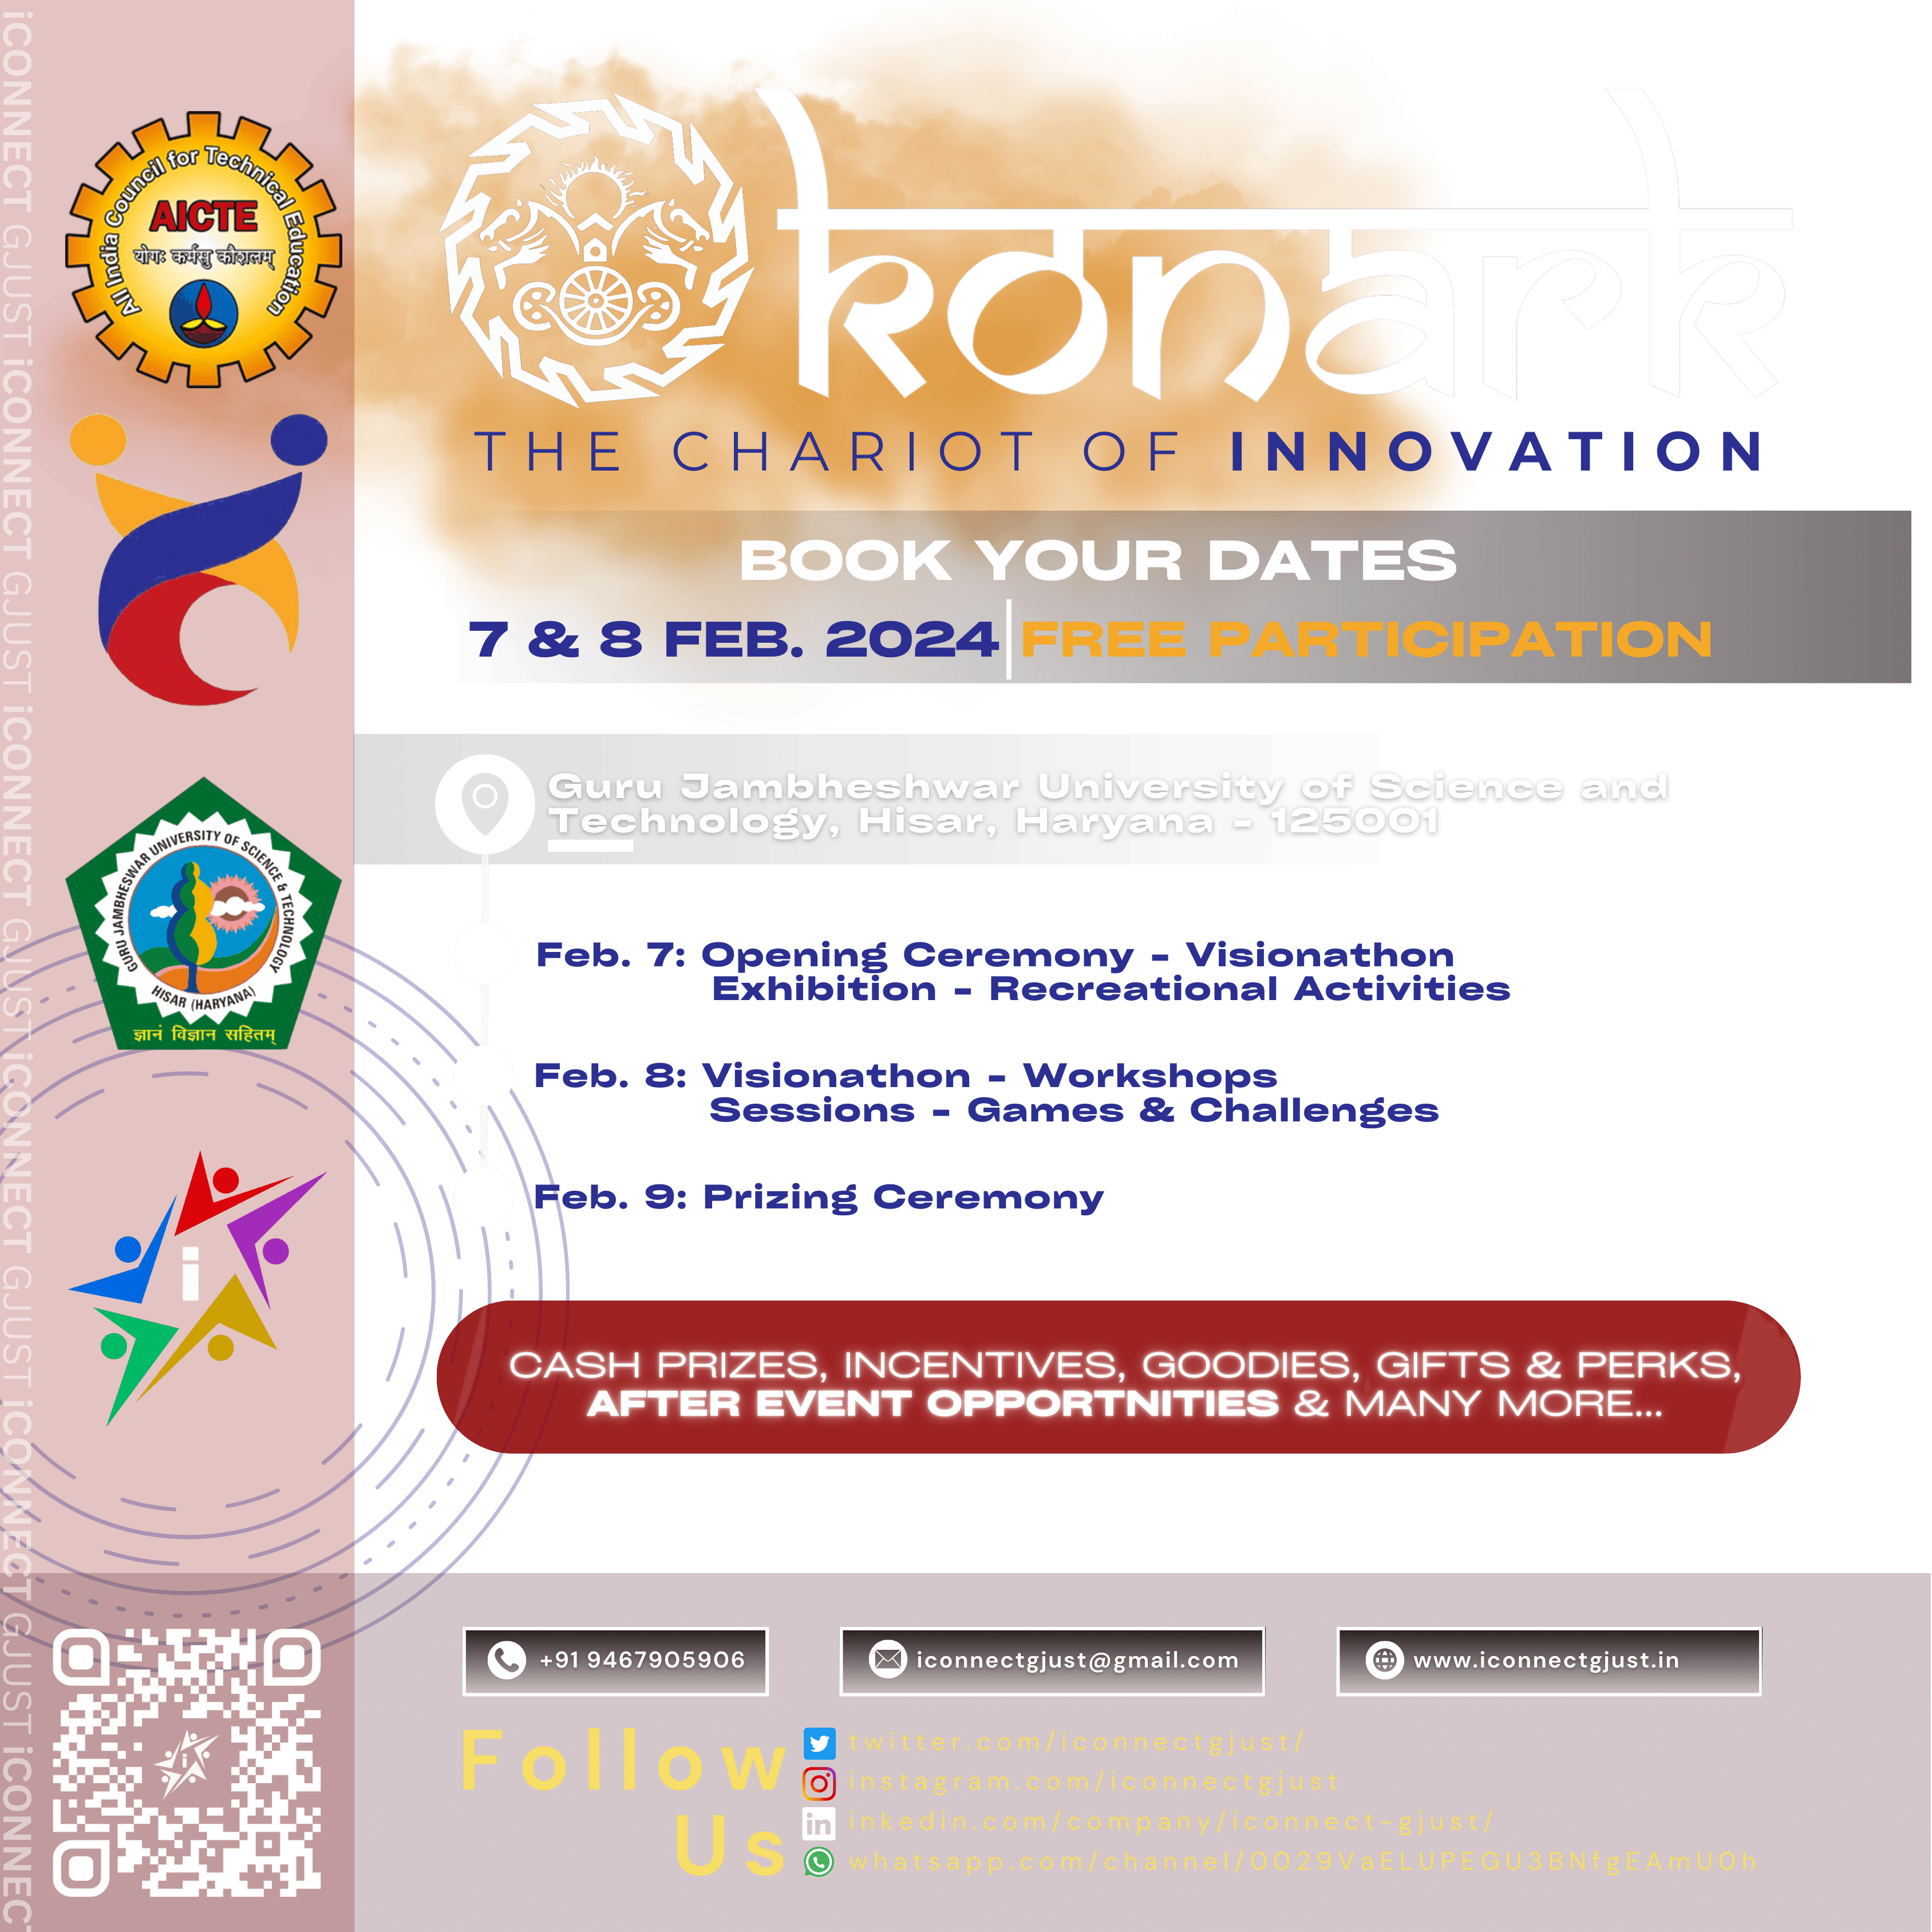 iCONNECT GJUST iCONNECT GJUST iCONNECT GJUST iCONNECT GJUST iCONNECT GJUST iCONNECT
All India Council for Technical Education
AICTE
योगः कर्मसु कौशलम्
GURU JAMBHESHWAR UNIVERSITY OF SCIENCE & TECHNOLOGY
HISAR (HARYANA)
ज्ञानं विज्ञान सहितम्
i
konark
THE CHARIOT OF INNOVATION
BOOK YOUR DATES
7 & 8 FEB. 2024 FREE PARTICIPATION
Guru Jambheshwar University of Science and
Technology, Hisar, Haryana - 125001
Feb. 7: Opening Ceremony - Visionathon
Exhibition - Recreational Activities
Feb. 8: Visionathon - Workshops
Sessions - Games & Challenges
Feb. 9: Prizing Ceremony
CASH PRIZES, INCENTIVES, GOODIES, GIFTS & PERKS,
AFTER EVENT OPPORTNITIES & MANY MORE...
+91 9467905906
iconnectgjust@gmail.com
www.iconnectgjust.in
Follow
Us
twitter.com/iconnectgjust/
instagram.com/iconnectgjust
inkedin.com/company/iconnect-gjust/
whatsapp.com/channel/0029VaELUPEGU3BNfgEAmU0h